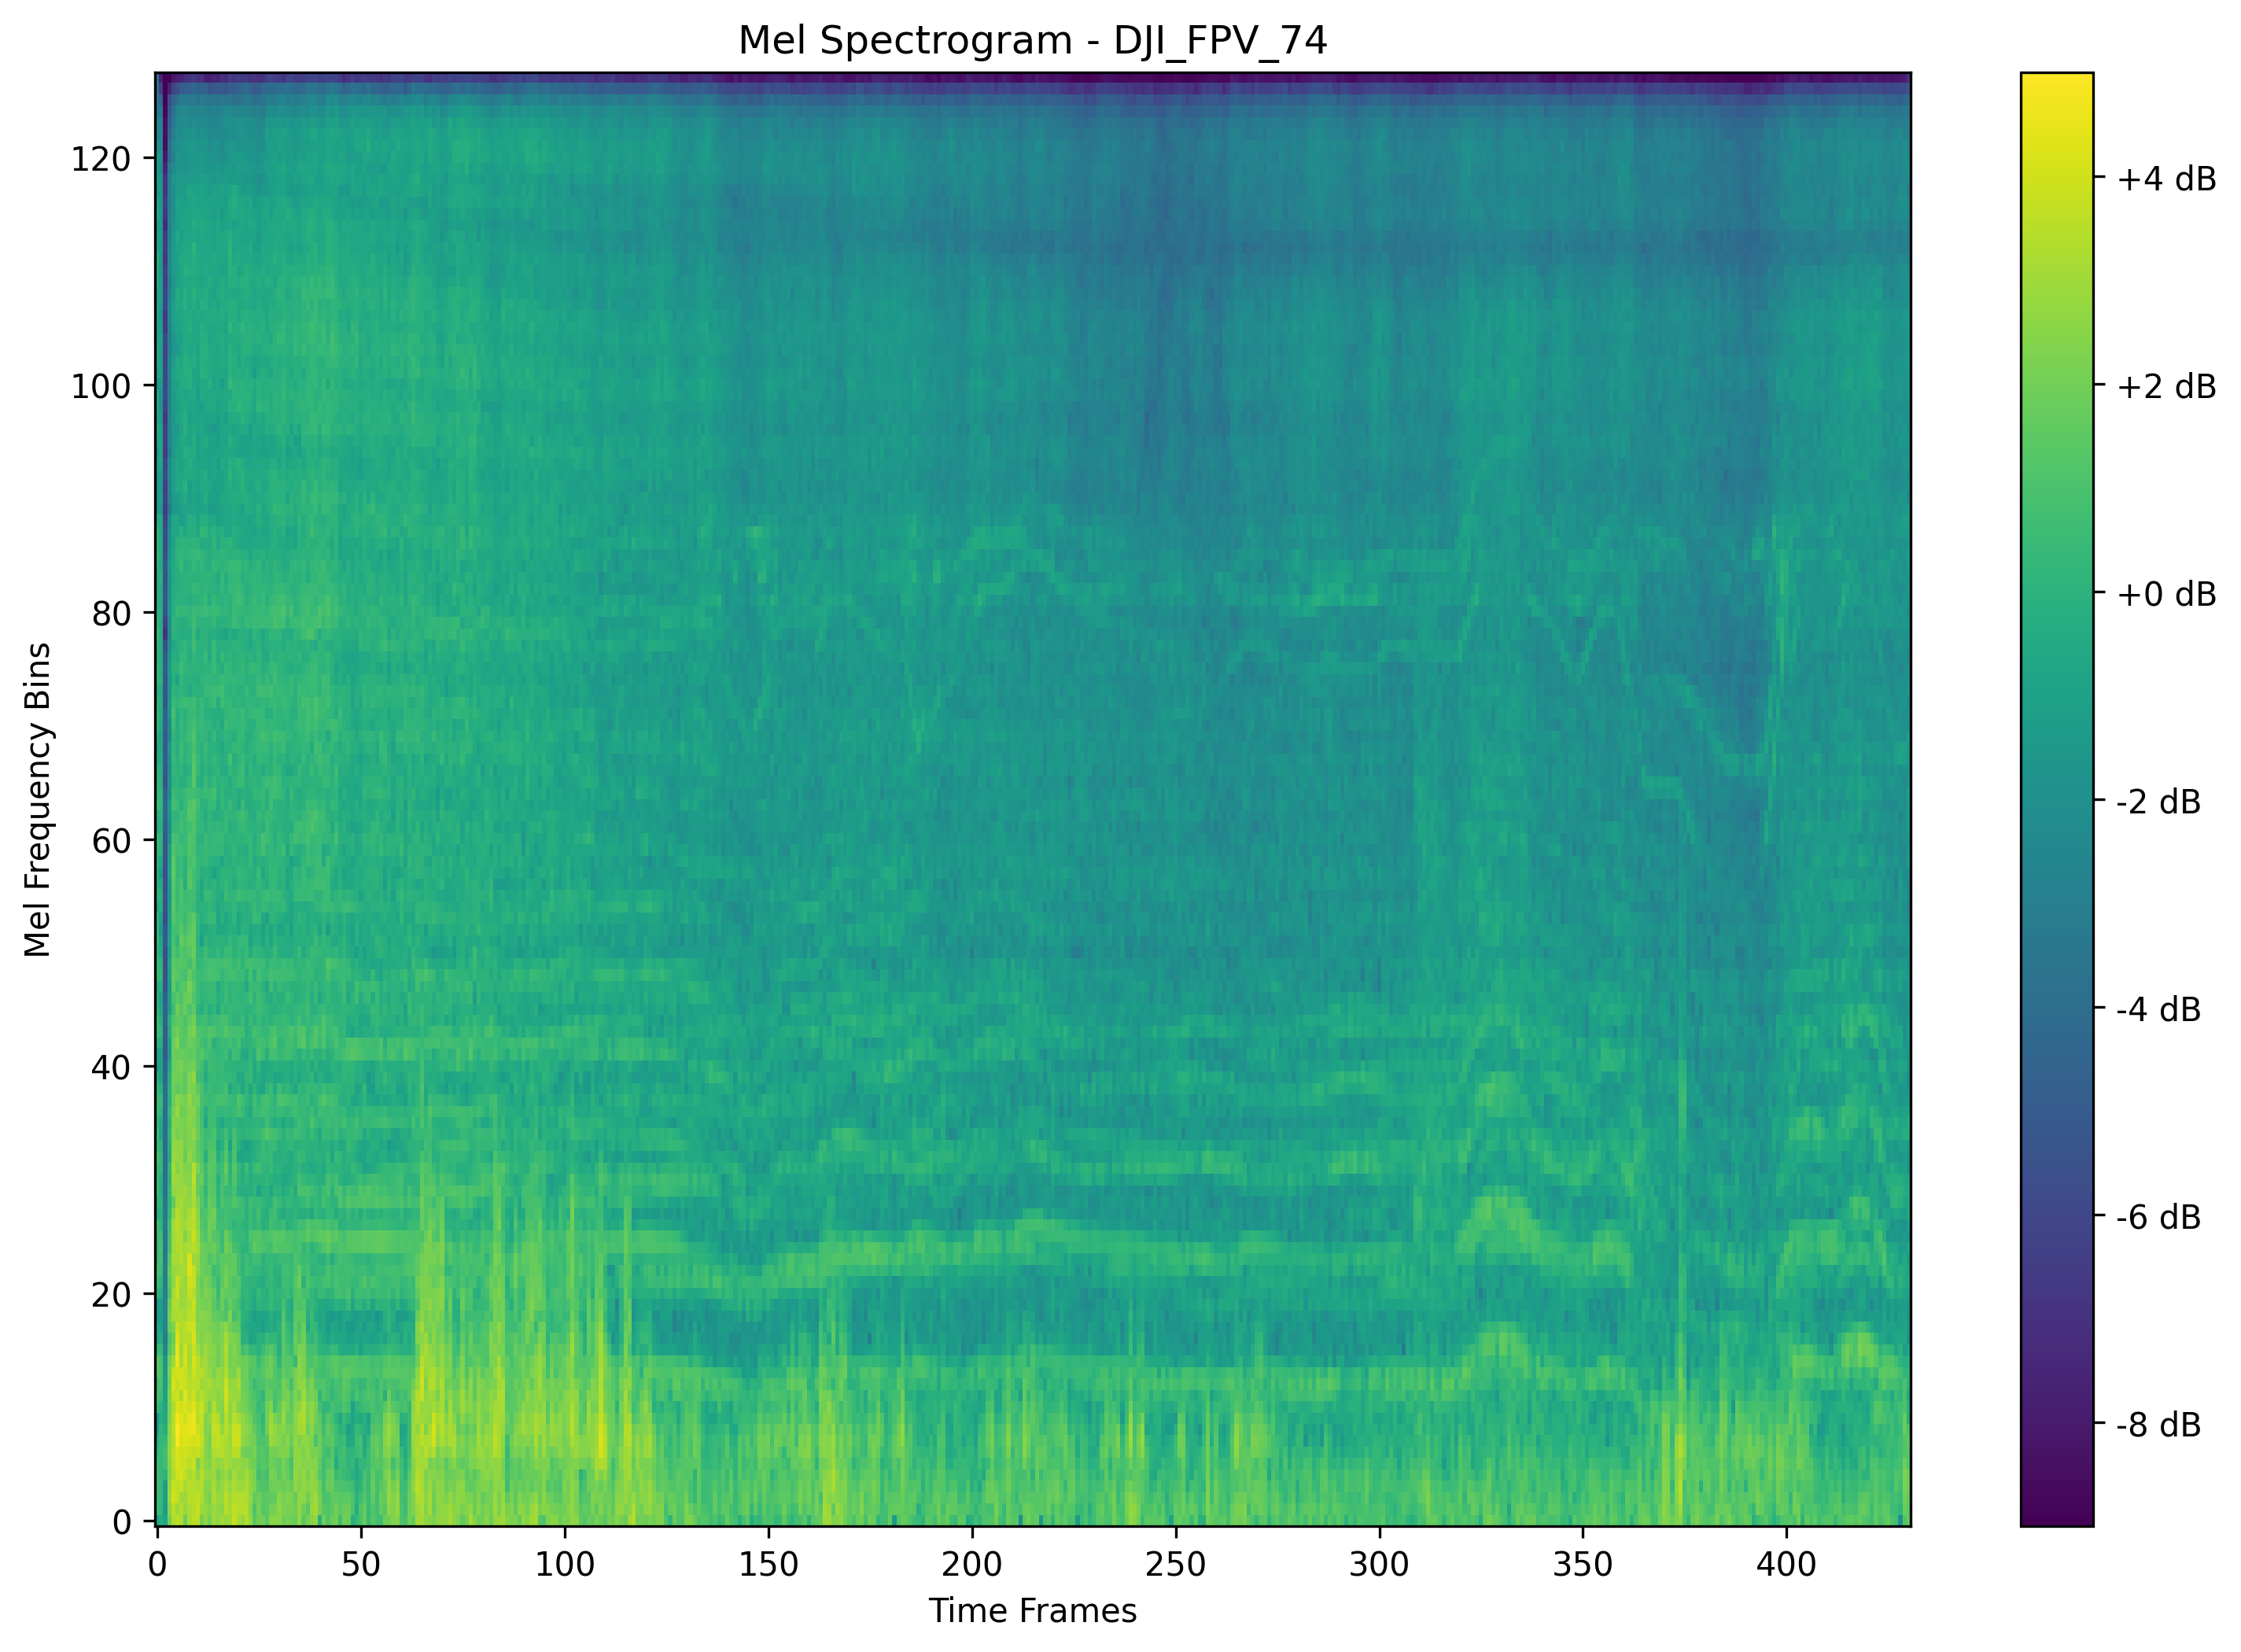 Mel Spectrogram - DJI_FPV_74
Mel Frequency Bins
120
100
80
60
40
20
0
0 50 100 150 200 250 300 350 400
Time Frames
+4 dB
+2 dB
+0 dB
-2 dB
-4 dB
-6 dB
-8 dB